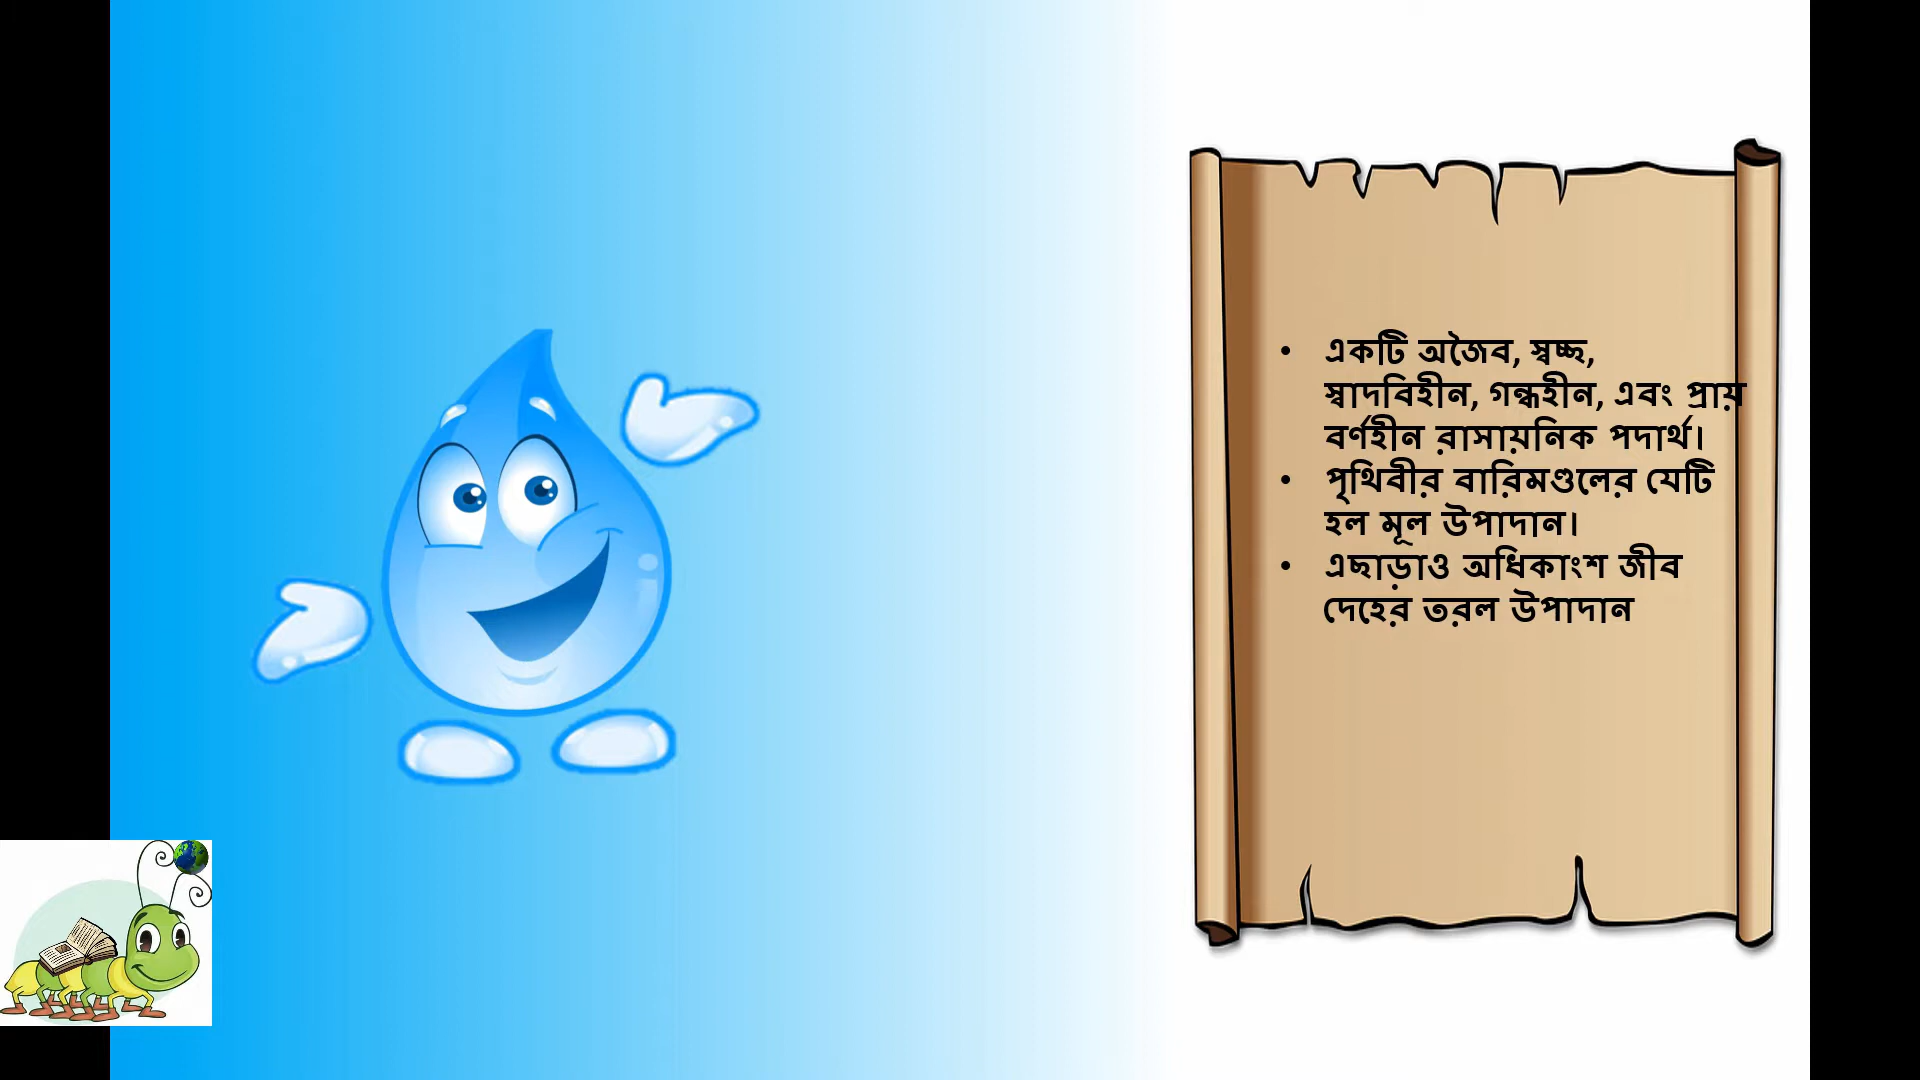 • একটি অজৈব, স্বচ্ছ,
স্বাদবিহীন, গন্ধহীন, এবং প্রায়
বর্ণহীন রাসায়নিক পদার্থ।
• পৃথিবীর বারিমণ্ডলের যেটি
হল মূল উপাদান।
• এছাড়াও অধিকাংশ জীব
দেহের তরল উপাদান